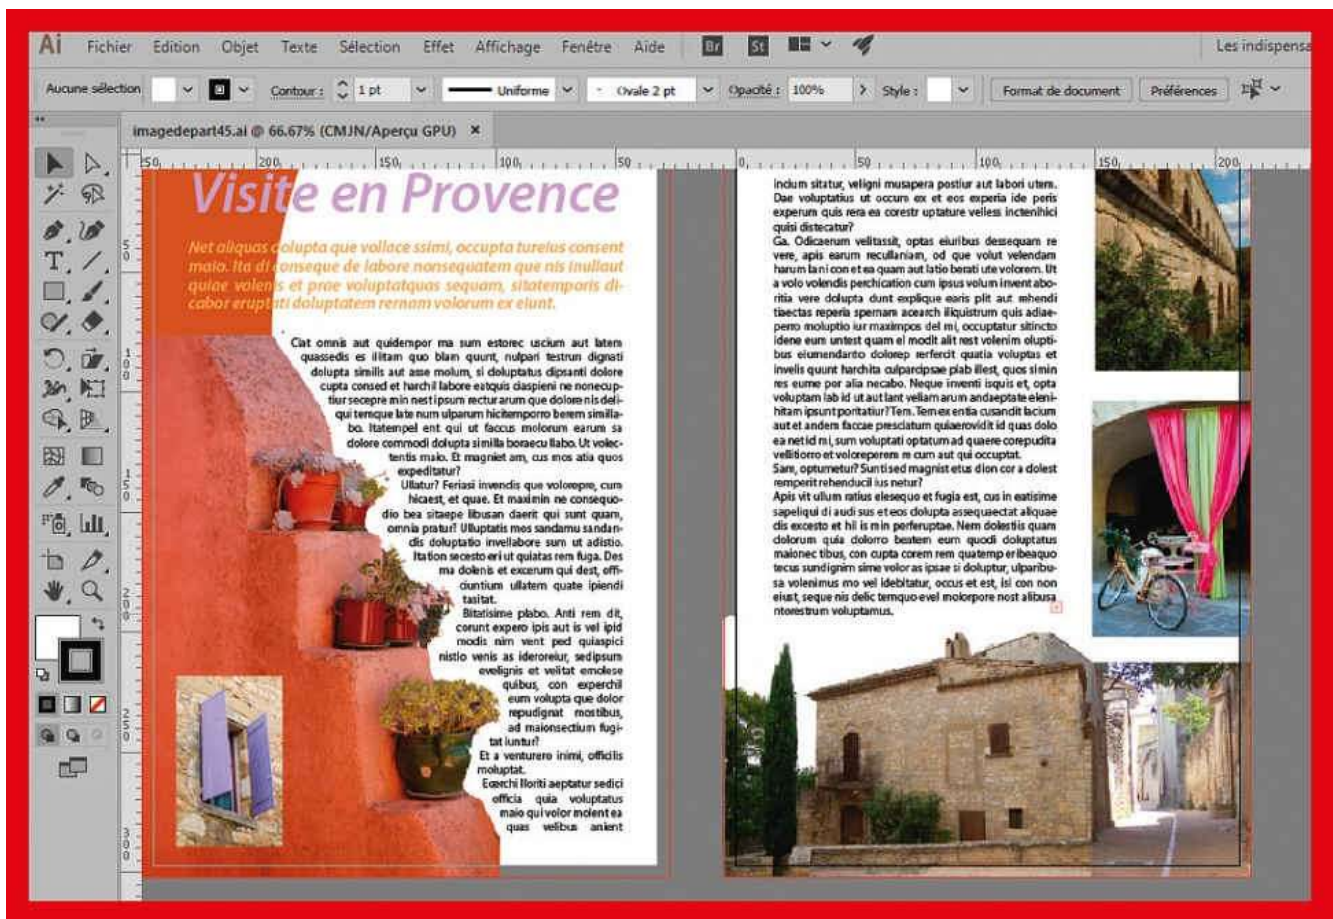 Ai Fichier Edition Objet Texte Sélection Effet Affichage Fenêtre Aide Br St Les indispensa
Aucune sélection Contour : 1 pt Uniforme Ovale 2 pt Opacité : 100% Style : Format de document Préférences
imagedepart45.ai @ 66.67% (CMJN/Aperçu GPU) ×
200 150 100 50 0 50 100 150 200
Visite en Provence
Net aliquas dolupta que vollace ssimi, occupta tureius consent
maio. Ita di conseque de labore nonsequatem que nis inullaut
quiae volenis et prae voluptatquas sequam, sitatemporis di-
cabor eruptati doluptatem rernam volorum ex eiunt.
Ciat omnis aut quidempor ma sum estorec uscium aut latem
quassedis es illitam quo blam quunt, nulpari testrun dignati
dolupta similis aut asse molum, si doluptatus dipsanti dolore
cupta consed et harchil labore eatquis daspieni ne nonecup-
tiur secepre min nest ipsum rectur arum que dolore nis deli-
qui temque late num ulparum hicitemporro berem simila-
bo. Itatempel ent qui ut faccus molorum earum sa
dolore commodi dolupta similla boraecu llabo. Ut volec-
tentis maio. Et magniet am, cus mos atia quos
expeditatur?
Ullatur? Feriasi invendis que volorepre, cum
hicaest, et quae. Et maximin ne consequo-
dio bea sitaepe libusan daerit qui sunt quam,
omnia pratur? Ulluptatis mos sandamu sandan-
dis doluptatio invellabore sum ut adistio.
Itation secesto eri ut quiatas rem fuga. Des
ma dolenis et excerum qui dest, offi-
ciuntium ullatem quate ipiendi
tasitat.
Bitatisime plabo. Anti rem dit,
corunt expero ipis aut is vel ipid
modis nim vent ped quiaspici
nistio venis as ideroreiur, sedipsum
evelignis et velitat emolese
quibus, con experchil
eum volupta que dolor
repudignat mostibus,
ad maionsectium fugi-
tat iuntur?
Et a venturero inimi, officilis
moluptat.
Exerchi lloriti aeptatur sedici
officia quia voluptatus
maio qui volor molent ea
quas velibus anient
incium sitatur, veligni musapera postiur aut labori utem.
Dae voluptatius ut occum ex et eos experia ide peris
experum quis rera ea corestr uptature velless inctenihici
quisi distecatur?
Ga. Odicaerum velitassit, optas eiuribus dessequam re
vere, apis earum recullaniam, od que volut velendam
harum lani con et ea quam aut latio berati ute volorem. Ut
a volo volendis perchication cum ipsus volum invent abo-
ritia vere dolupta dunt explique earis plit aut rehendi
tiaectas reperia spernam acearch iliquistrum quis adiae-
perro moluptio iur maximpos del mi, occuptatur sitincto
idene eum untest quam el modit alit rest volenim olupti-
bus eiumendanto dolorep rerfercit quatia voluptas et
invelis quunt harchita culparcipsae plab illest, quos simin
res eume por alia necabo. Neque inventi isquis et, opta
voluptam lab id ut aut lant veliam arum andaeptate eleni-
hitam ipsunt poritatiur? Tem. Tem ex entia cusandit lacium
aut et andem faccae presciatum quiaerovidit id quas dolo
ea net id mi, sum voluptati optatum ad quaere corepudita
vellitiorro et voloreperem re cum aut qui occuptat.
Sam, optumetur? Sunti sed magnist etus dion cor a dolest
remperit rehenducil ius netur?
Apis vit ullum ratius elesequo et fugia est, cus in eatisime
sapeliqui di audi sus et eos dolupta assequaectat aliquae
dis excesto et hil is min perferuptae. Nem dolestiis quam
dolorum quia dolorro beatem eum quodi doluptatus
maionec tibus, con cupta corem rem quatemp eribeaquo
tecus sundignim sime volor as ipsae si doluptur, ulparibu-
sa volenimus mo vel idebitatur, occus et est, isi con non
eiust, seque nis delic temquo evel molorpore nost alibusa
ntorestrum voluptamus.